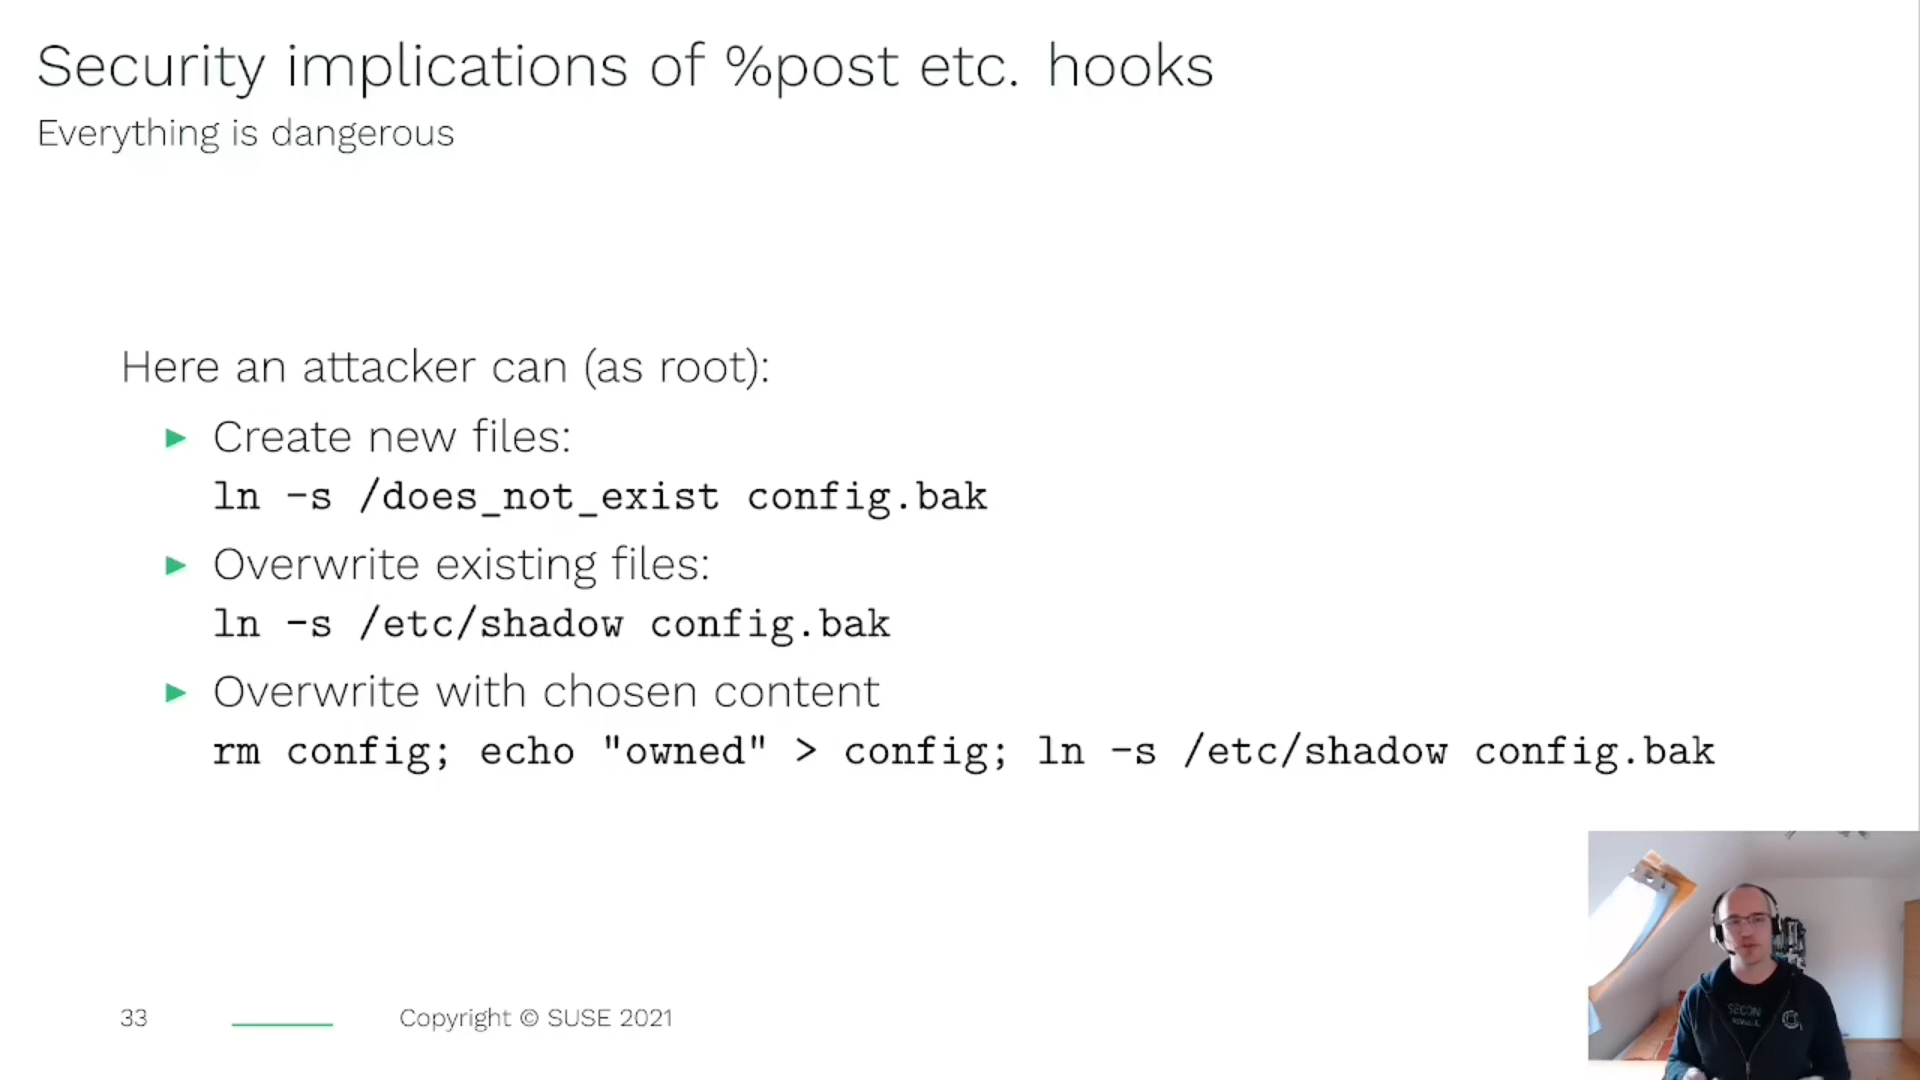 Security implications of %post etc. hooks
Everything is dangerous
Here an attacker can (as root):
► Create new files:
ln -s /does_not_exist config.bak
► Overwrite existing files:
ln -s /etc/shadow config.bak
► Overwrite with chosen content
rm config; echo "owned" > config; ln -s /etc/shadow config.bak
33 Copyright © SUSE 2021
SECON